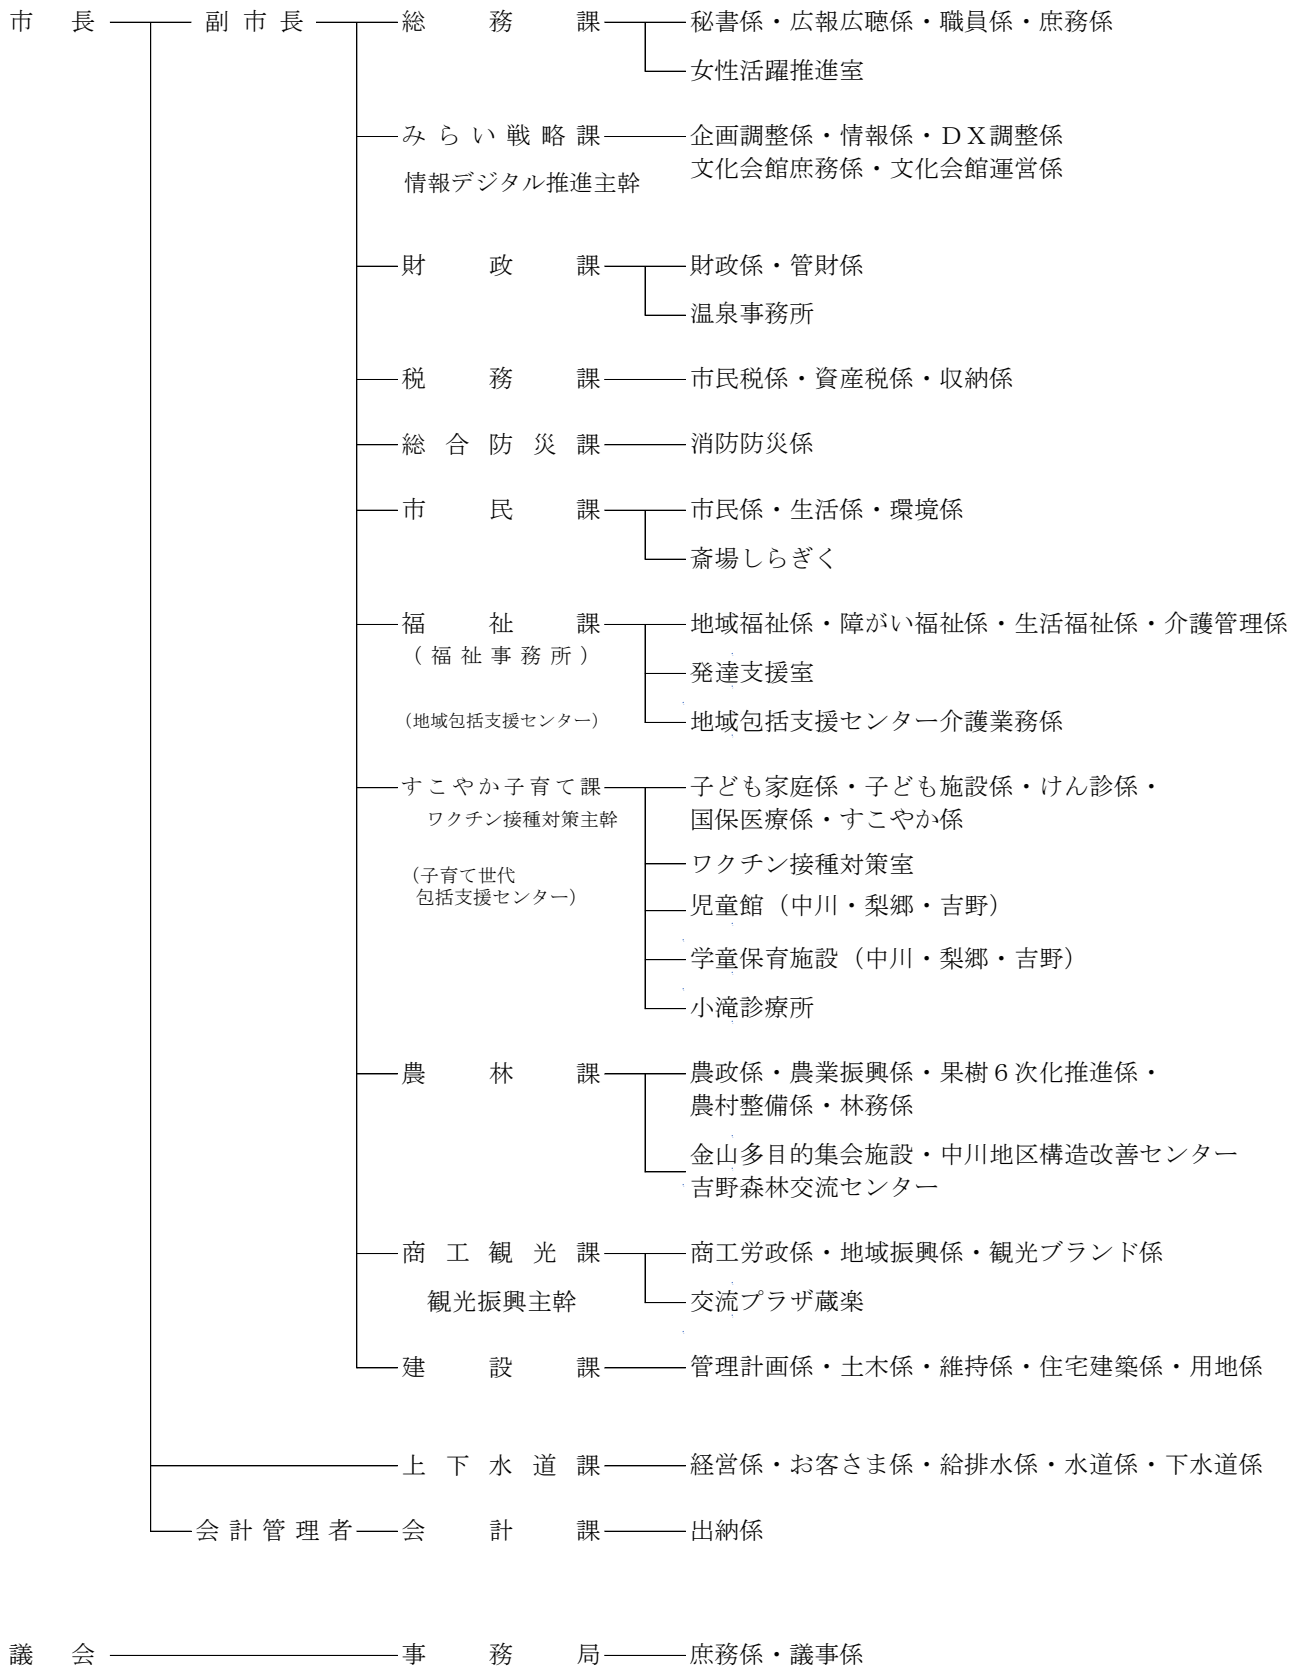 市長 副市長 総務課 秘書係・広報広聴係・職員係・庶務係
女性活躍推進室
みらい戦略課 企画調整係・情報係・ＤＸ調整係
文化会館庶務係・文化会館運営係
情報デジタル推進主幹
財政課 財政係・管財係
温泉事務所
税務課 市民税係・資産税係・収納係
総合防災課 消防防災係
市民課 市民係・生活係・環境係
斎場しらぎく
福祉課 地域福祉係・障がい福祉係・生活福祉係・介護管理係
（福祉事務所）
発達支援室
（地域包括支援センター） 地域包括支援センター介護業務係
すこやか子育て課 子ども家庭係・子ども施設係・けん診係・
ワクチン接種対策主幹 国保医療係・すこやか係
ワクチン接種対策室
（子育て世代
包括支援センター）
児童館（中川・梨郷・吉野）
学童保育施設（中川・梨郷・吉野）
小滝診療所
農林課 農政係・農業振興係・果樹６次化推進係・
農村整備係・林務係
金山多目的集会施設・中川地区構造改善センター
吉野森林交流センター
商工観光課 商工労政係・地域振興係・観光ブランド係
観光振興主幹 交流プラザ蔵楽
建設課 管理計画係・土木係・維持係・住宅建築係・用地係
上下水道課 経営係・お客さま係・給排水係・水道係・下水道係
会計管理者 会計課 出納係
議会 事務局 庶務係・議事係